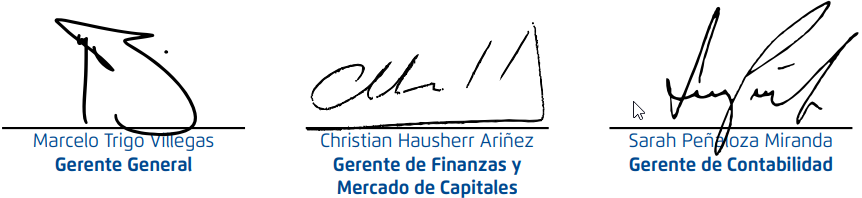 Marcelo Trigo Villegas
Gerente General
Christian Hausherr Ariñez
Gerente de Finanzas y
Mercado de Capitales
Sarah Peñaloza Miranda
Gerente de Contabilidad